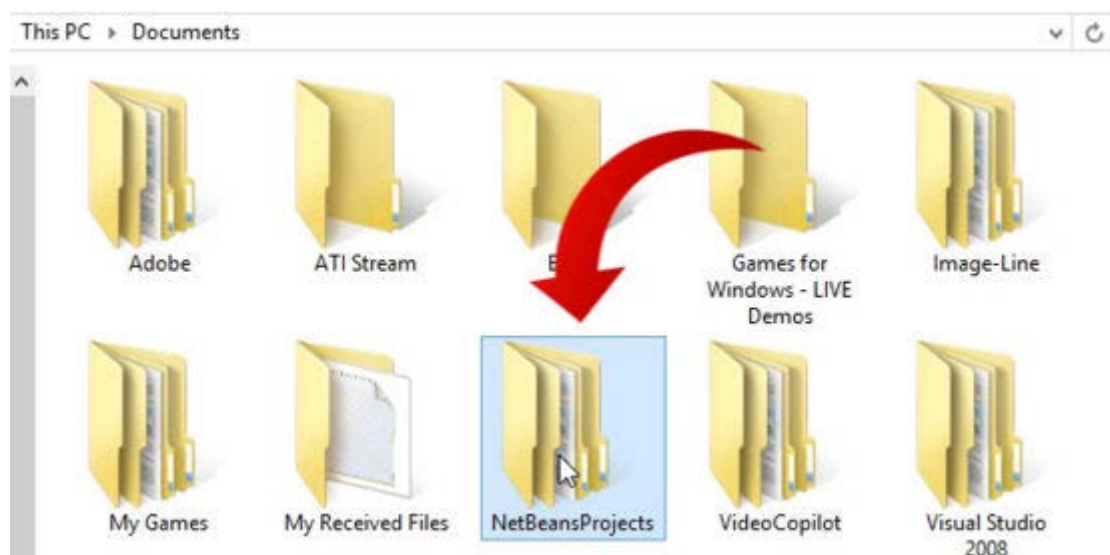 This PC Documents
Adobe
ATI Stream
Games for
Windows - LIVE
Demos
Image-Line
My Games
My Received Files
NetBeansProjects
VideoCopilot
Visual Studio
2008